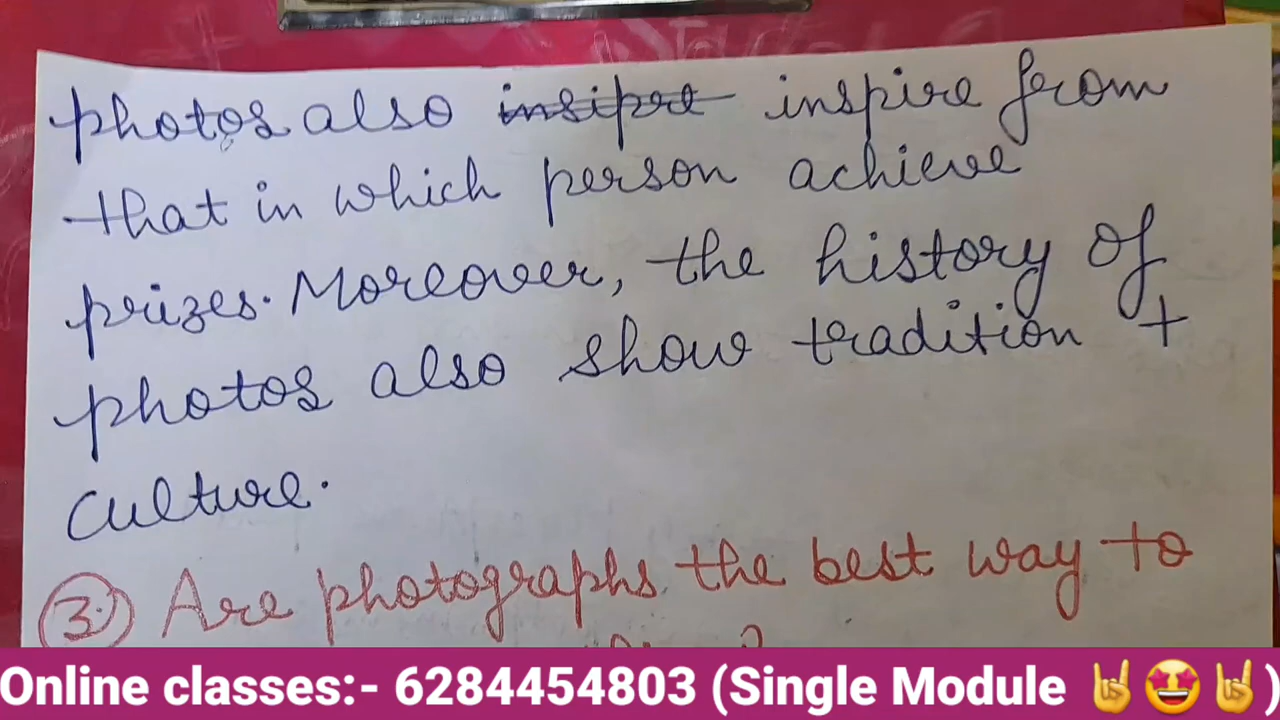 photos also insipre inspire from
that in which person achieve
prizes. Moreover, the history of
photos also show tradition +
culture.
3. Are photographs the best way to
Online classes:- 6284454803 (Single Module 🤘🤩🤘)